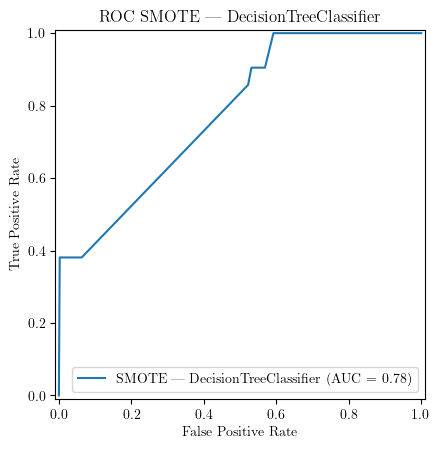 ROC SMOTE — DecisionTreeClassifier
1.0
0.8
0.6
0.4
0.2
0.0
True Positive Rate
SMOTE — DecisionTreeClassifier (AUC = 0.78)
0.0 0.2 0.4 0.6 0.8 1.0
False Positive Rate